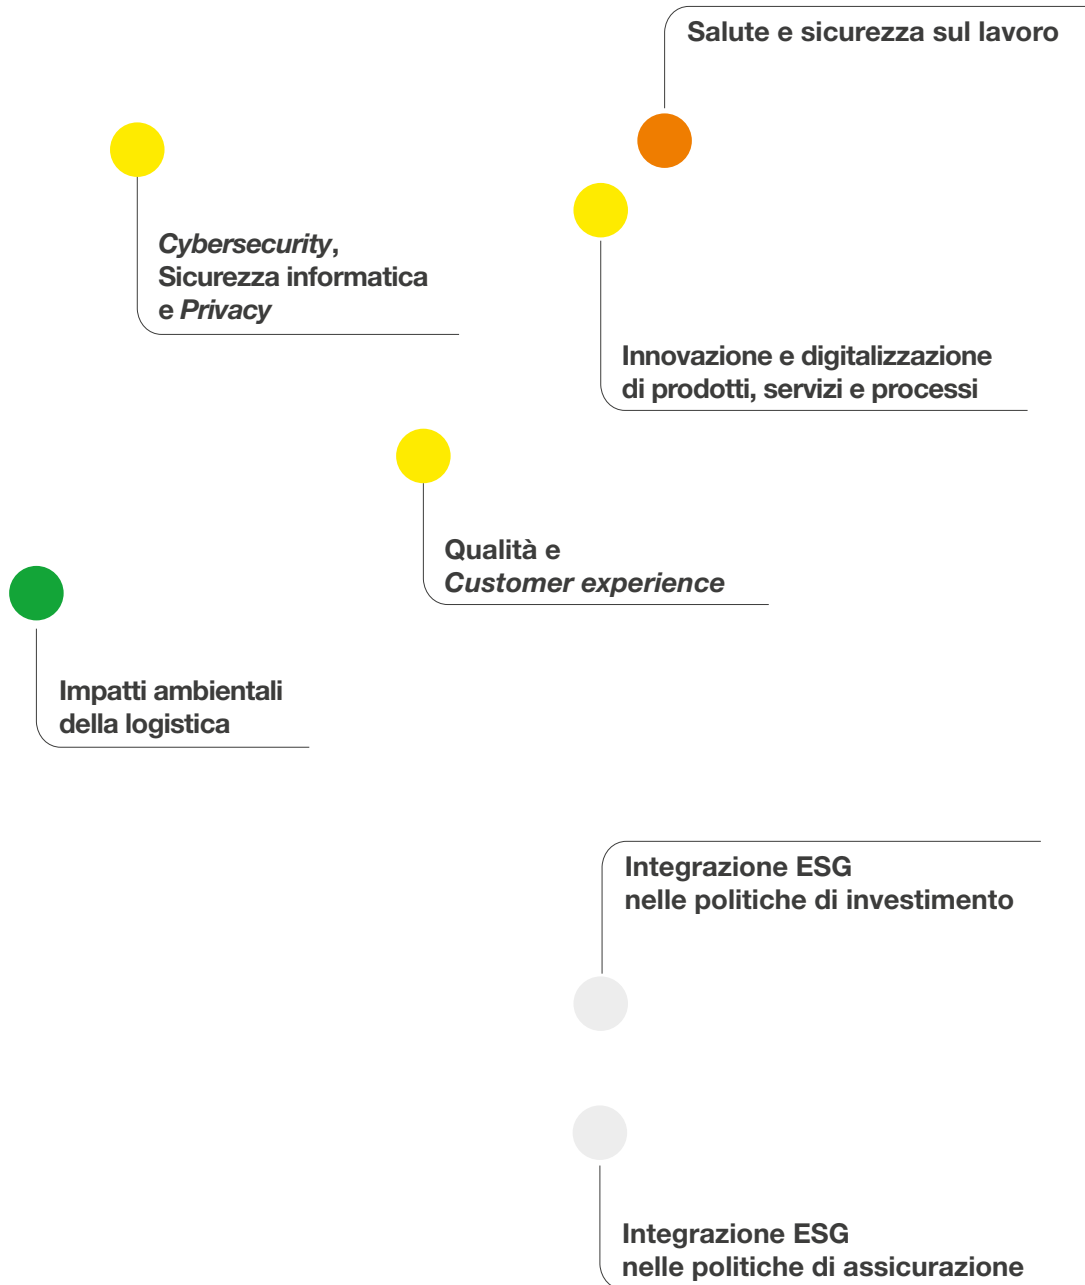 Salute e sicurezza sul lavoro
Cybersecurity,
Sicurezza informatica
e Privacy
Innovazione e digitalizzazione
di prodotti, servizi e processi
Qualità e
Customer experience
Impatti ambientali
della logistica
Integrazione ESG
nelle politiche di investimento
Integrazione ESG
nelle politiche di assicurazione